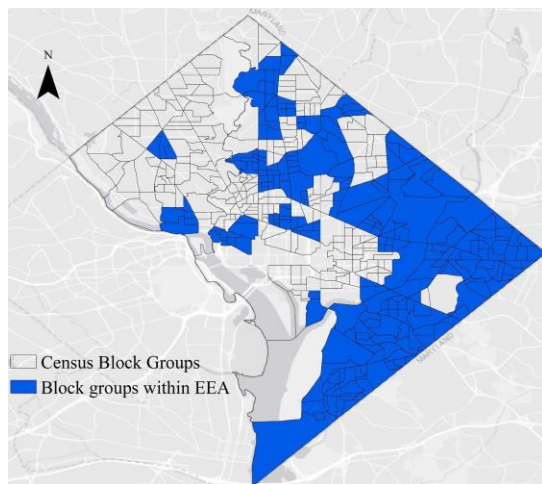 MARYLAND
N
MARYLAND
Census Block Groups
Block groups within EEA